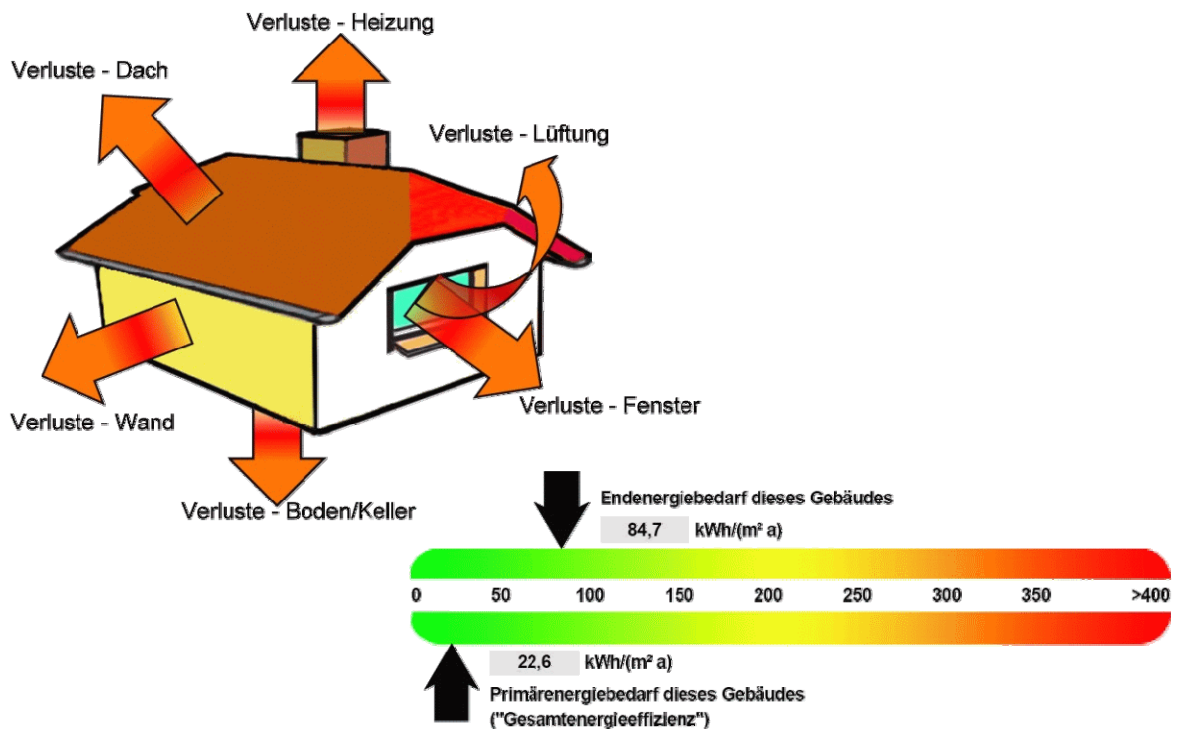 Verluste - Heizung
Verluste - Dach
Verluste - Lüftung
Verluste - Wand
Verluste - Fenster
Verluste - Boden/Keller
Endenergiebedarf dieses Gebäudes
84,7 kWh/(m² a)
0 50 100 150 200 250 300 350 >400
22,6 kWh/(m² a)
Primärenergiebedarf dieses Gebäudes
("Gesamtenergieeffizienz")